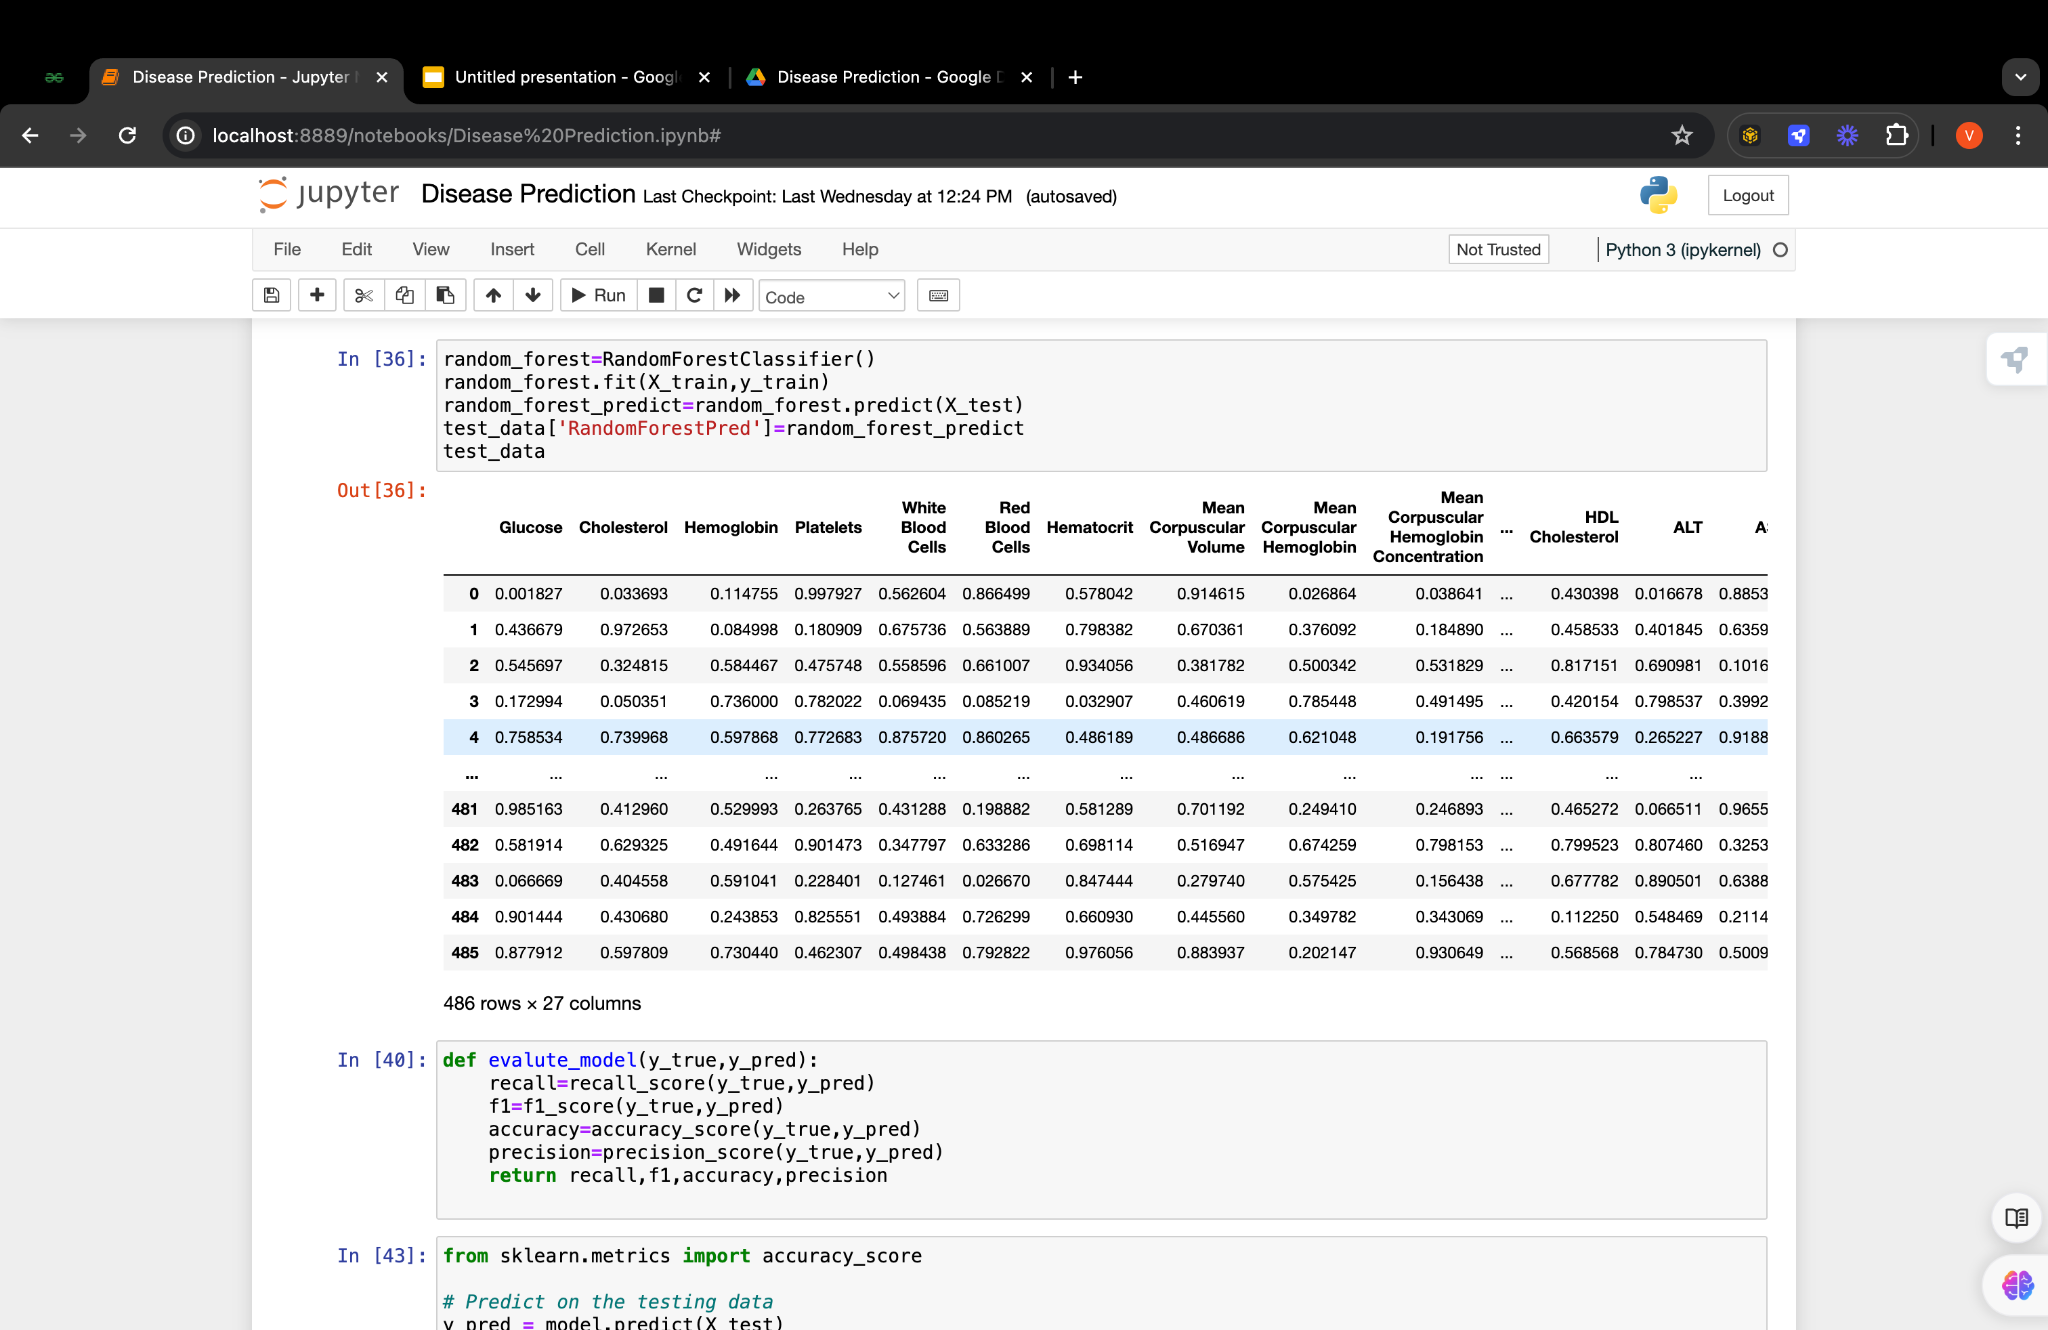 Disease Prediction - Jupyter
Untitled presentation - Googl
Disease Prediction - Google D
localhost:8889/notebooks/Disease%20Prediction.ipynb#
V
jupyter Disease Prediction Last Checkpoint: Last Wednesday at 12:24 PM (autosaved)
Logout
File Edit View Insert Cell Kernel Widgets Help
Not Trusted Python 3 (ipykernel)
Run Code
In [36]: random_forest=RandomForestClassifier()
random_forest.fit(X_train,y_train)
random_forest_predict=random_forest.predict(X_test)
test_data['RandomForestPred']=random_forest_predict
test_data
Out[36]:
Glucose Cholesterol Hemoglobin Platelets White Blood Cells Red Blood Cells Hematocrit Mean Corpuscular Volume Mean Corpuscular Hemoglobin Mean Corpuscular Hemoglobin Concentration ... HDL Cholesterol ALT A
0 0.001827 0.033693 0.114755 0.997927 0.562604 0.866499 0.578042 0.914615 0.026864 0.038641 ... 0.430398 0.016678 0.8853
1 0.436679 0.972653 0.084998 0.180909 0.675736 0.563889 0.798382 0.670361 0.376092 0.184890 ... 0.458533 0.401845 0.6359
2 0.545697 0.324815 0.584467 0.475748 0.558596 0.661007 0.934056 0.381782 0.500342 0.531829 ... 0.817151 0.690981 0.1016
3 0.172994 0.050351 0.736000 0.782022 0.069435 0.085219 0.032907 0.460619 0.785448 0.491495 ... 0.420154 0.798537 0.3992
4 0.758534 0.739968 0.597868 0.772683 0.875720 0.860265 0.486189 0.486686 0.621048 0.191756 ... 0.663579 0.265227 0.9188
... ... ... ... ... ... ... ... ... ... ... ... ... ...
481 0.985163 0.412960 0.529993 0.263765 0.431288 0.198882 0.581289 0.701192 0.249410 0.246893 ... 0.465272 0.066511 0.9655
482 0.581914 0.629325 0.491644 0.901473 0.347797 0.633286 0.698114 0.516947 0.674259 0.798153 ... 0.799523 0.807460 0.3253
483 0.066669 0.404558 0.591041 0.228401 0.127461 0.026670 0.847444 0.279740 0.575425 0.156438 ... 0.677782 0.890501 0.6388
484 0.901444 0.430680 0.243853 0.825551 0.493884 0.726299 0.660930 0.445560 0.349782 0.343069 ... 0.112250 0.548469 0.2114
485 0.877912 0.597809 0.730440 0.462307 0.498438 0.792822 0.976056 0.883937 0.202147 0.930649 ... 0.568568 0.784730 0.5009
486 rows × 27 columns
In [40]: def evalute_model(y_true,y_pred):
recall=recall_score(y_true,y_pred)
f1=f1_score(y_true,y_pred)
accuracy=accuracy_score(y_true,y_pred)
precision=precision_score(y_true,y_pred)
return recall,f1,accuracy,precision
In [43]: from sklearn.metrics import accuracy_score
# Predict on the testing data
y_pred = model.predict(X_test)